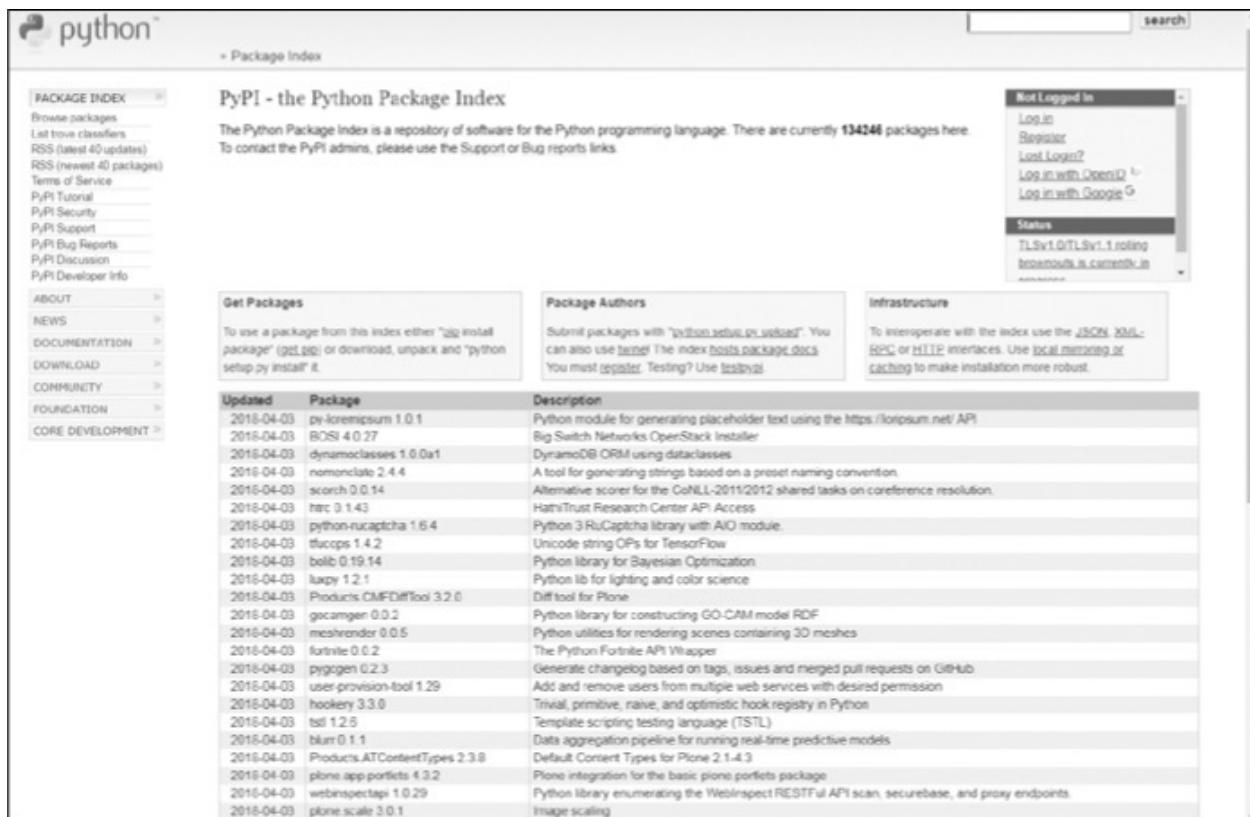 python™
search
» Package Index
PACKAGE INDEX »
Browse packages
List trove classifiers
RSS (latest 40 updates)
RSS (newest 40 packages)
Terms of Service
PyPI Tutorial
PyPI Security
PyPI Support
PyPI Bug Reports
PyPI Discussion
PyPI Developer Info
ABOUT »
NEWS »
DOCUMENTATION »
DOWNLOAD »
COMMUNITY »
FOUNDATION »
CORE DEVELOPMENT »
PyPI - the Python Package Index
The Python Package Index is a repository of software for the Python programming language. There are currently 134246 packages here.
To contact the PyPI admins, please use the Support or Bug reports links.
Not Logged In
Log in
Register
Lost Login?
Log in with OpenID
Log in with Google G
Status
TLSv1.0/TLSv1.1 rolling
brownouts is currently in
Get Packages
To use a package from this index either "pip install
package" (get pip) or download, unpack and "python
setup.py install" it.
Package Authors
Submit packages with "python setup.py upload". You
can also use twine! The index hosts package docs.
You must register. Testing? Use testpypi.
Infrastructure
To interoperate with the index use the JSON, XML-
RPC or HTTP interfaces. Use local mirroring or
caching to make installation more robust.
Updated Package Description
2018-04-03 py-loremipsum 1.0.1 Python module for generating placeholder text using the https://loripsum.net/ API
2018-04-03 BOSI 4.0.27 Big Switch Networks OpenStack Installer
2018-04-03 dynamoclasses 1.0.0a1 DynamoDB ORM using dataclasses
2018-04-03 nomenclate 2.4.4 A tool for generating strings based on a preset naming convention.
2018-04-03 scorch 0.0.14 Alternative scorer for the CoNLL-2011/2012 shared tasks on coreference resolution.
2018-04-03 htrc 0.1.43 HathiTrust Research Center API Access
2018-04-03 python-rucaptcha 1.6.4 Python 3 RuCaptcha library with AIO module.
2018-04-03 tfucops 1.4.2 Unicode string OPs for TensorFlow
2018-04-03 bolib 0.19.14 Python library for Bayesian Optimization.
2018-04-03 luxpy 1.2.1 Python lib for lighting and color science
2018-04-03 Products.CMFDiffTool 3.2.0 Diff tool for Plone
2018-04-03 gocamgen 0.0.2 Python library for constructing GO-CAM model RDF
2018-04-03 meshrender 0.0.5 Python utilities for rendering scenes containing 3D meshes
2018-04-03 fortnite 0.0.2 The Python Fortnite API Wrapper
2018-04-03 pygcgen 0.2.3 Generate changelog based on tags, issues and merged pull requests on GitHub
2018-04-03 user-provision-tool 1.29 Add and remove users from multiple web services with desired permission
2018-04-03 hookery 3.3.0 Trivial, primitive, naive, and optimistic hook registry in Python
2018-04-03 tstl 1.2.6 Template scripting testing language (TSTL)
2018-04-03 blurr 0.1.1 Data aggregation pipeline for running real-time predictive models
2018-04-03 Products.ATContentTypes 2.3.8 Default Content Types for Plone 2.1-4.3
2018-04-03 plone.app.portlets 4.3.2 Plone integration for the basic plone.portlets package
2018-04-03 webinspectapi 1.0.29 Python library enumerating the WebInspect RESTFul API scan, securebase, and proxy endpoints.
2018-04-03 plone.scale 3.0.1 Image scaling